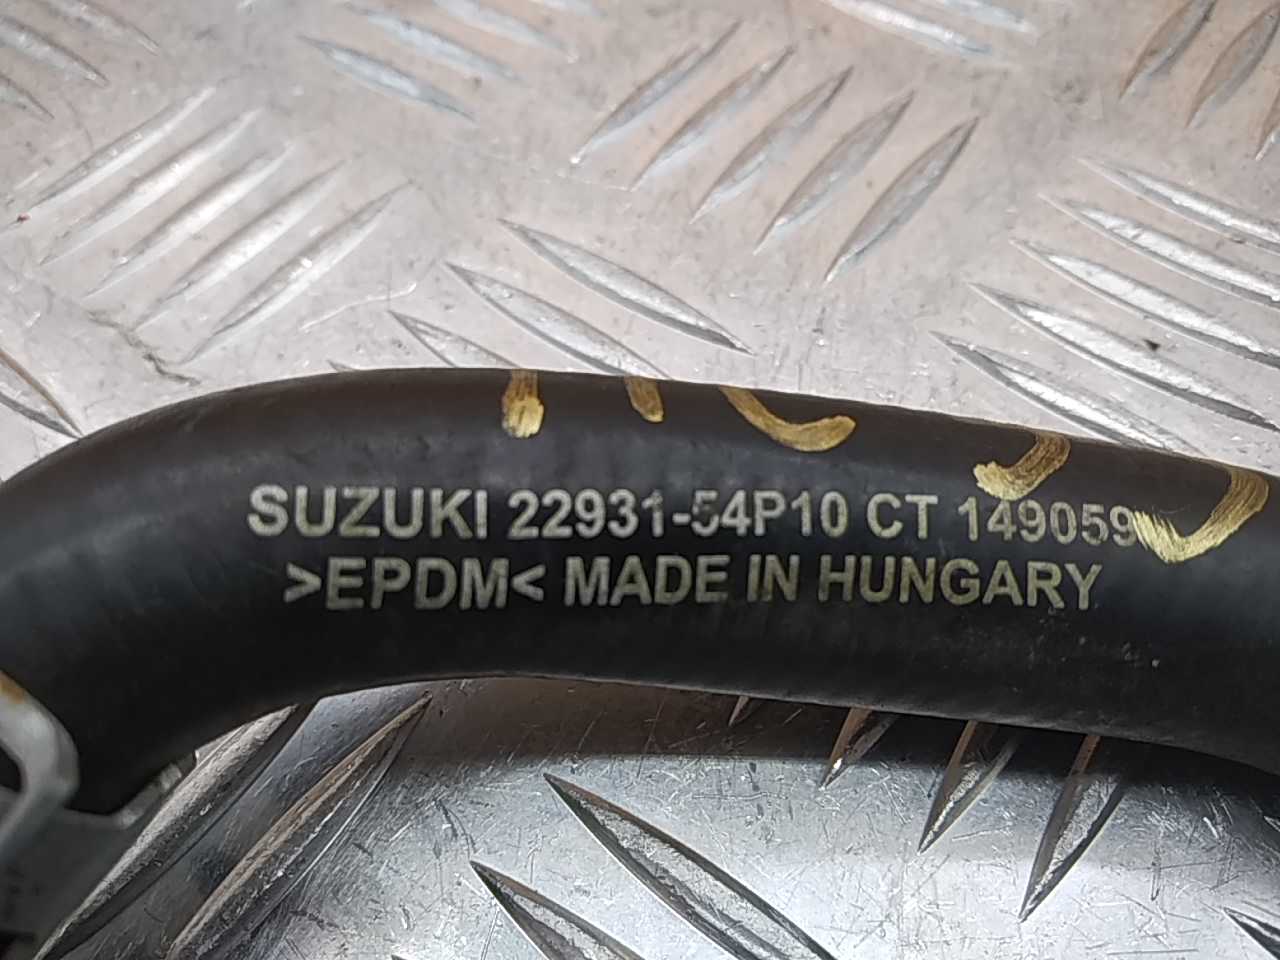 SUZUKI 22931-54P10 CT 149059
>EPDM< MADE IN HUNGARY